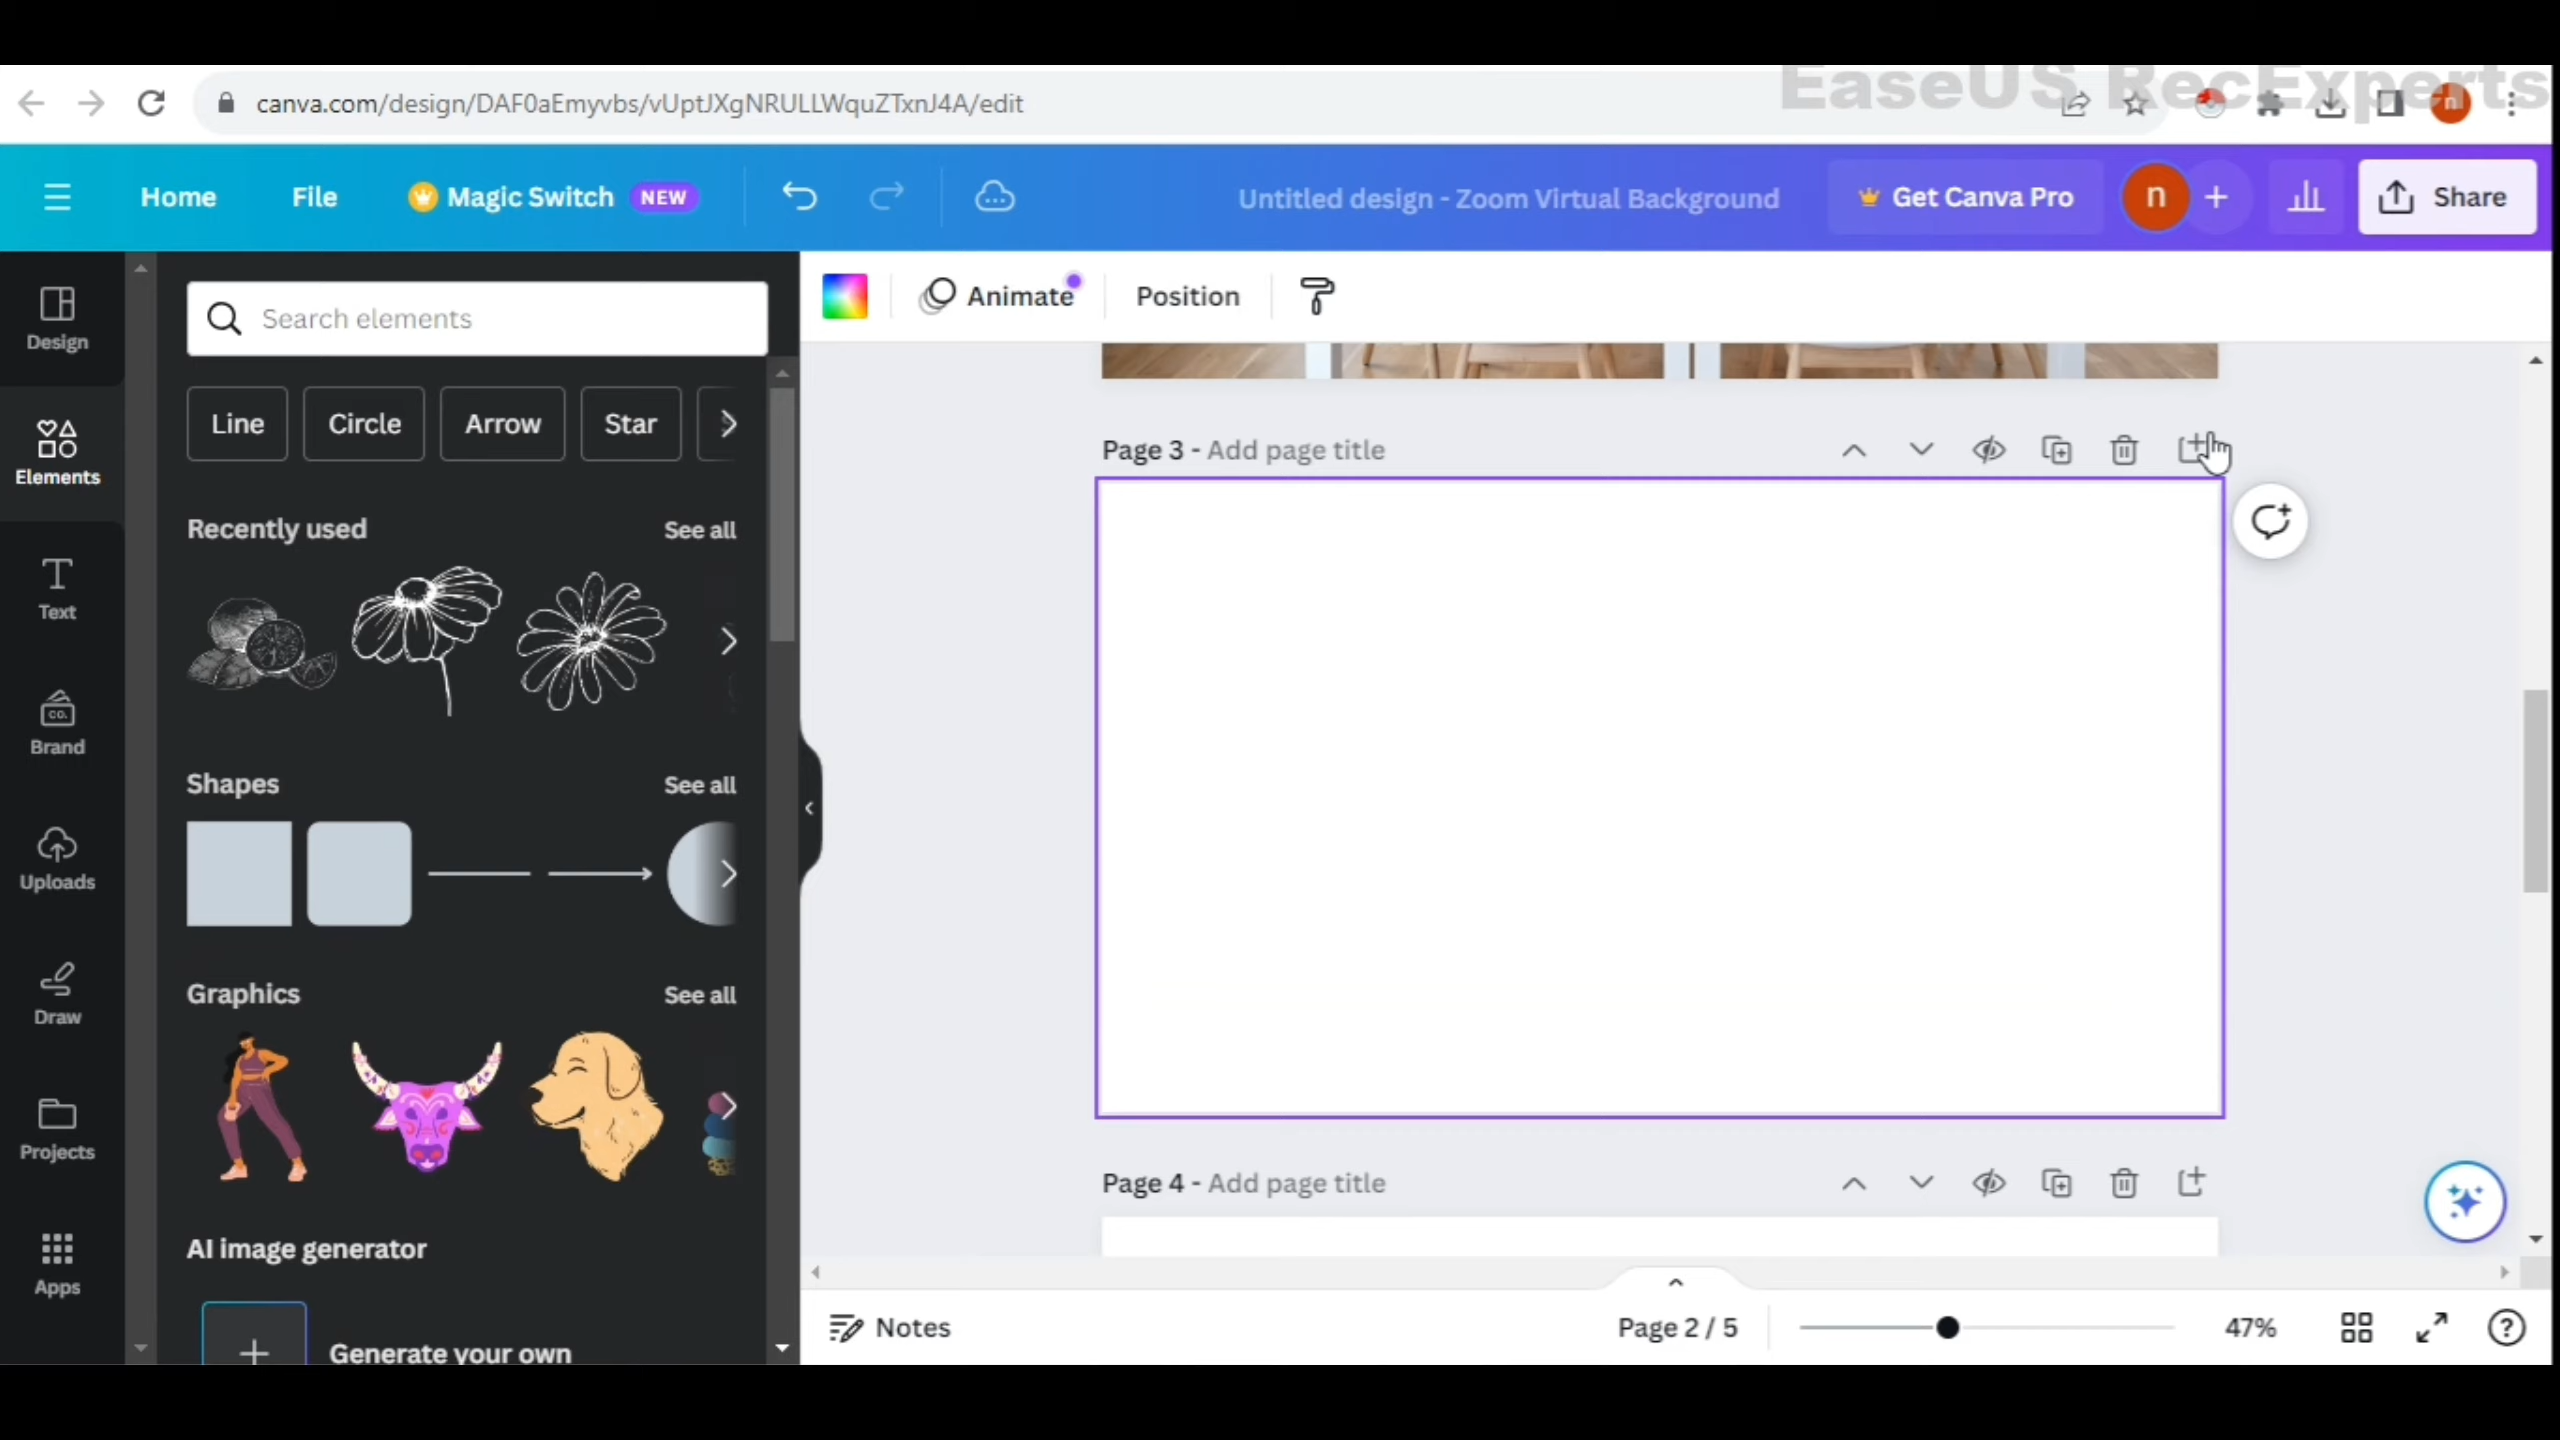 EaseUS RecExperts
canva.com/design/DAF0aEmyvbs/vUptJXgNRULLWquZTxnJ4A/edit
n
Home
File
Magic Switch
NEW
Untitled design - Zoom Virtual Background
Get Canva Pro
n
Share
Design
Elements
Text
CO.
Brand
Uploads
Draw
Projects
Apps
Search elements
Line
Circle
Arrow
Star
Recently used
See all
Shapes
See all
Graphics
See all
AI image generator
Generate your own
Animate
Position
Page 3 - Add page title
Page 4 - Add page title
Notes
Page 2 / 5
47%